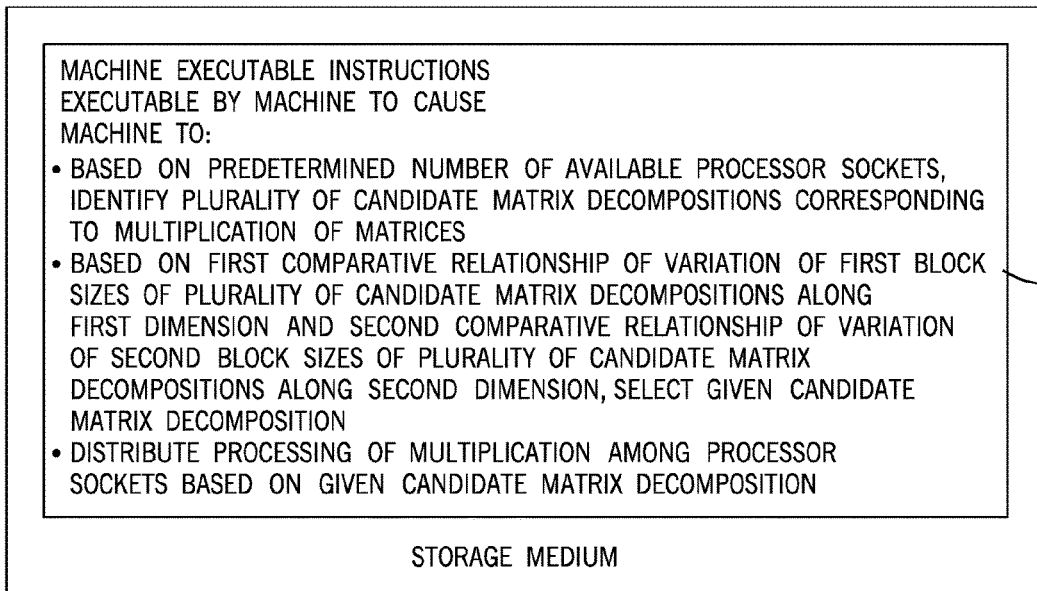 MACHINE EXECUTABLE INSTRUCTIONS
EXECUTABLE BY MACHINE TO CAUSE
MACHINE TO:
• BASED ON PREDETERMINED NUMBER OF AVAILABLE PROCESSOR SOCKETS,
IDENTIFY PLURALITY OF CANDIDATE MATRIX DECOMPOSITIONS CORRESPONDING
TO MULTIPLICATION OF MATRICES
• BASED ON FIRST COMPARATIVE RELATIONSHIP OF VARIATION OF FIRST BLOCK
SIZES OF PLURALITY OF CANDIDATE MATRIX DECOMPOSITIONS ALONG
FIRST DIMENSION AND SECOND COMPARATIVE RELATIONSHIP OF VARIATION
OF SECOND BLOCK SIZES OF PLURALITY OF CANDIDATE MATRIX
DECOMPOSITIONS ALONG SECOND DIMENSION, SELECT GIVEN CANDIDATE
MATRIX DECOMPOSITION
• DISTRIBUTE PROCESSING OF MULTIPLICATION AMONG PROCESSOR
SOCKETS BASED ON GIVEN CANDIDATE MATRIX DECOMPOSITION
STORAGE MEDIUM